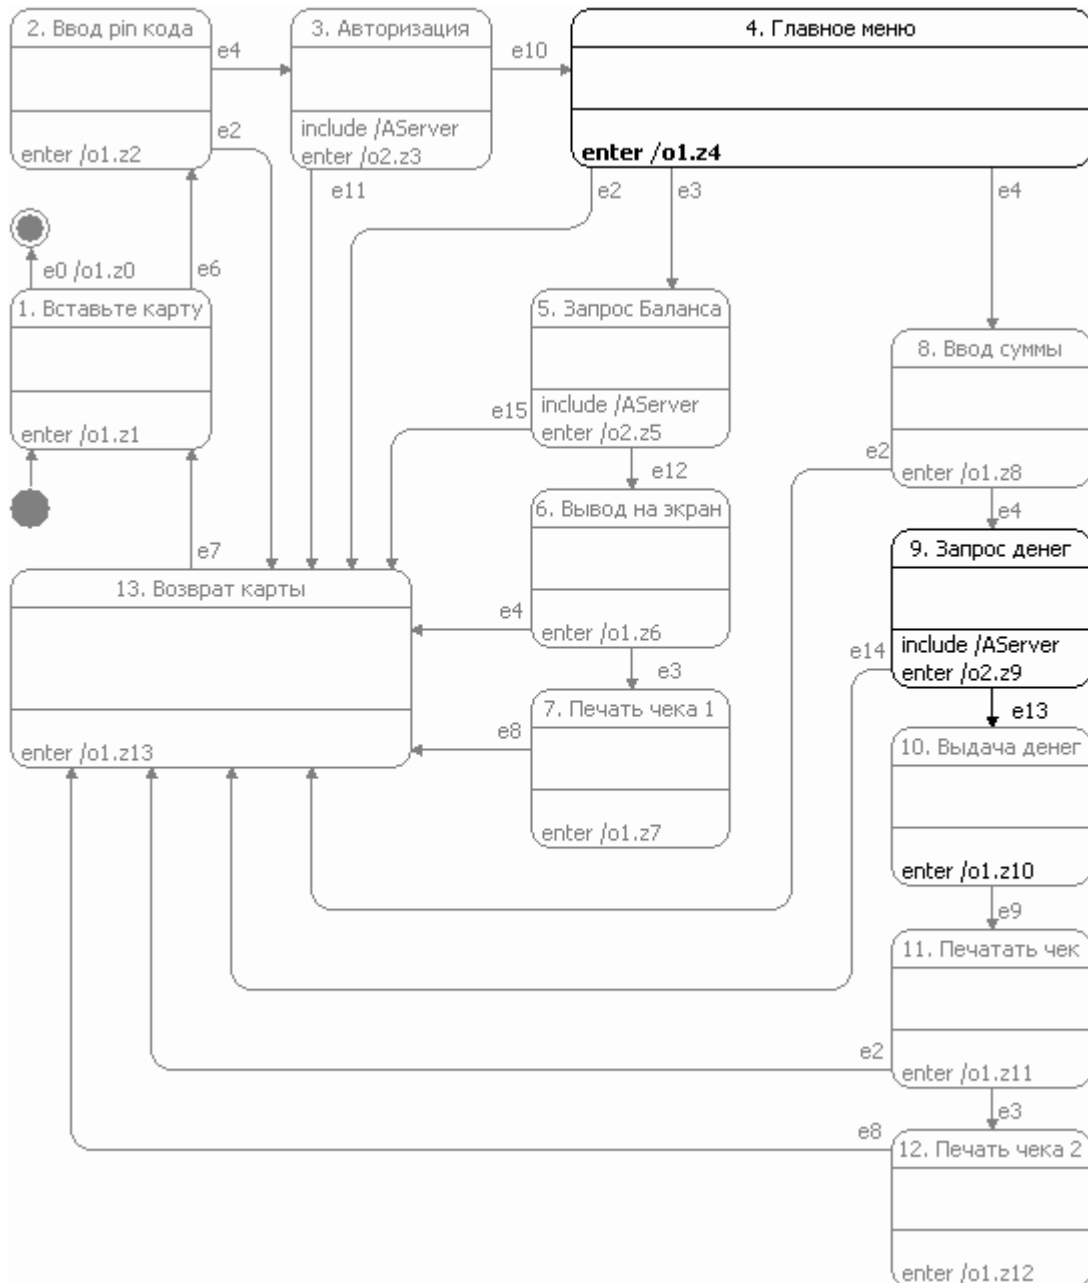 2. Ввод pin кода
enter /o1.z2
e4
e2
3. Авторизация
include /AServer
enter /o2.z3
e10
e11
4. Главное меню
enter /o1.z4
e2
e3
e4
e0 /o1.z0
e6
1. Вставьте карту
enter /o1.z1
5. Запрос Баланса
include /AServer
enter /o2.z5
e15
e12
8. Ввод суммы
enter /o1.z8
e2
e4
6. Вывод на экран
enter /o1.z6
e4
e3
9. Запрос денег
include /AServer
enter /o2.z9
e14
e13
e7
13. Возврат карты
enter /o1.z13
7. Печать чека 1
enter /o1.z7
e8
10. Выдача денег
enter /o1.z10
e9
11. Печатать чек
enter /o1.z11
e2
e3
e8
12. Печать чека 2
enter /o1.z12